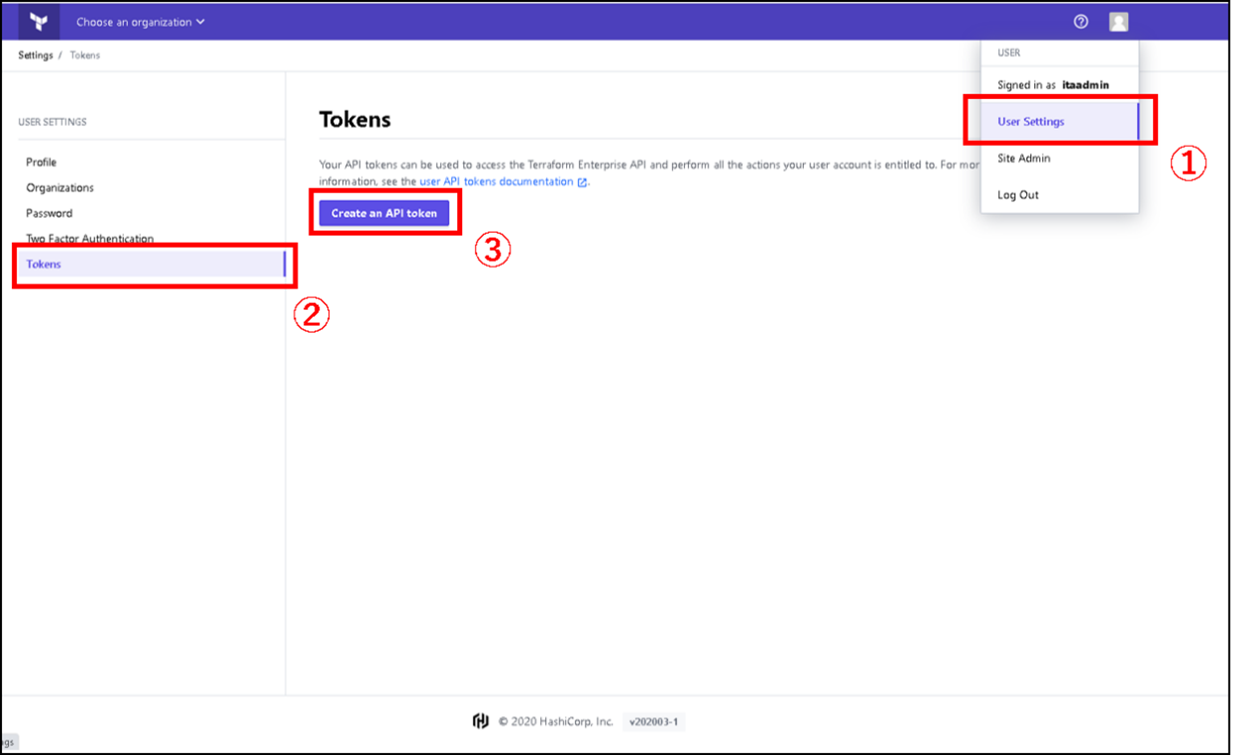 Choose an organization
Settings / Tokens
USER
Signed in as itaadmin
User Settings
Site Admin
Log Out
①
USER SETTINGS
Profile
Organizations
Password
Two Factor Authentication
Tokens
②
Tokens
Your API tokens can be used to access the Terraform Enterprise API and perform all the actions your user account is entitled to. For mor
information, see the user API tokens documentation.
Create an API token
③
© 2020 HashiCorp, Inc. v202003-1
ngs